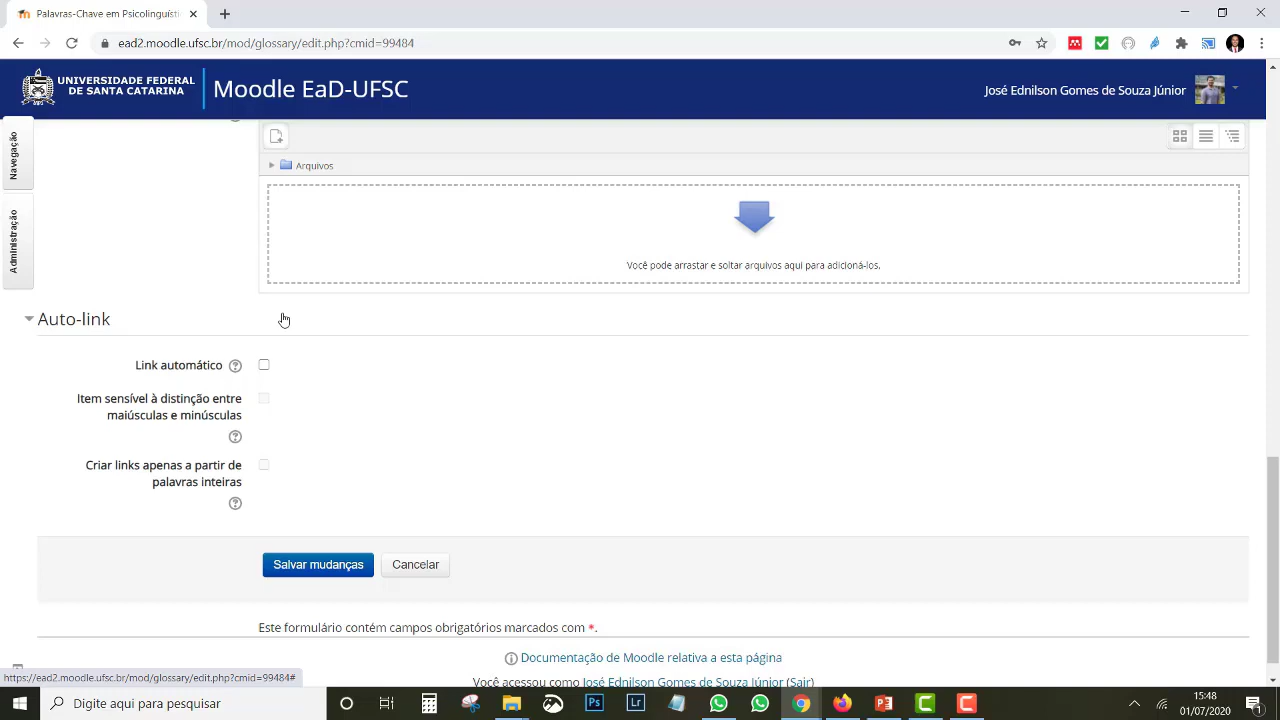 Palavras-Chave em Psicolinguíst
ead2.moodle.ufsc.br/mod/glossary/edit.php?cmid=99484
UNIVERSIDADE FEDERAL
DE SANTA CATARINA
Moodle EaD-UFSC
José Ednilson Gomes de Souza Júnior
Navegação
Administração
Arquivos
Você pode arrastar e soltar arquivos aqui para adicioná-los.
Auto-link
Link automático
Item sensível à distinção entre
maiúsculas e minúsculas
Criar links apenas a partir de
palavras inteiras
Salvar mudanças
Cancelar
Este formulário contém campos obrigatórios marcados com *.
Documentação de Moodle relativa a esta página
Você acessou como José Ednilson Gomes de Souza Júnior (Sair)
https://ead2.moodle.ufsc.br/mod/glossary/edit.php?cmid=99484#
Digite aqui para pesquisar
Ps
Lr
15:48
01/07/2020